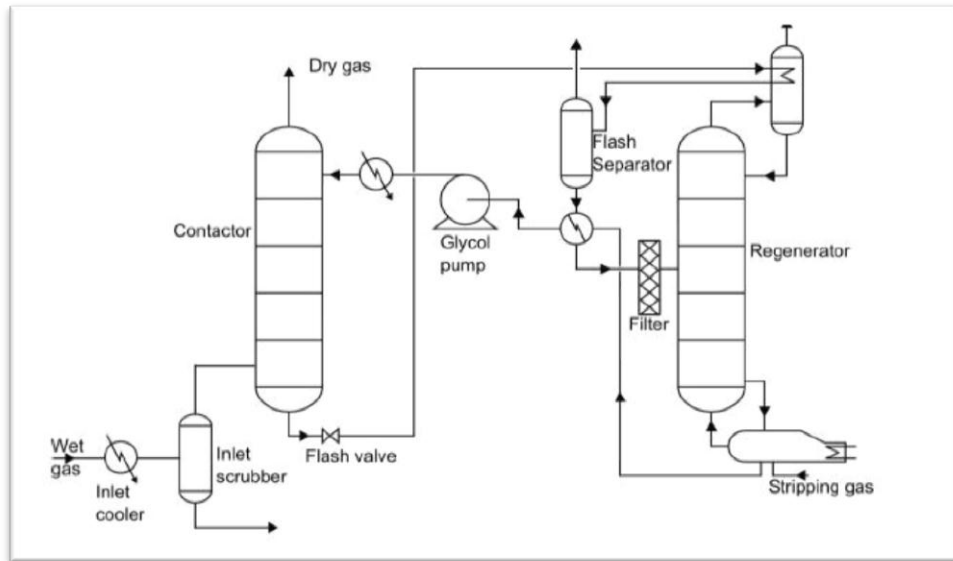 Dry gas
Flash
Separator
Contactor
Glycol
pump
Regenerator
Filter
Wet
gas
Inlet
scrubber
Flash valve
Inlet
cooler
Stripping gas